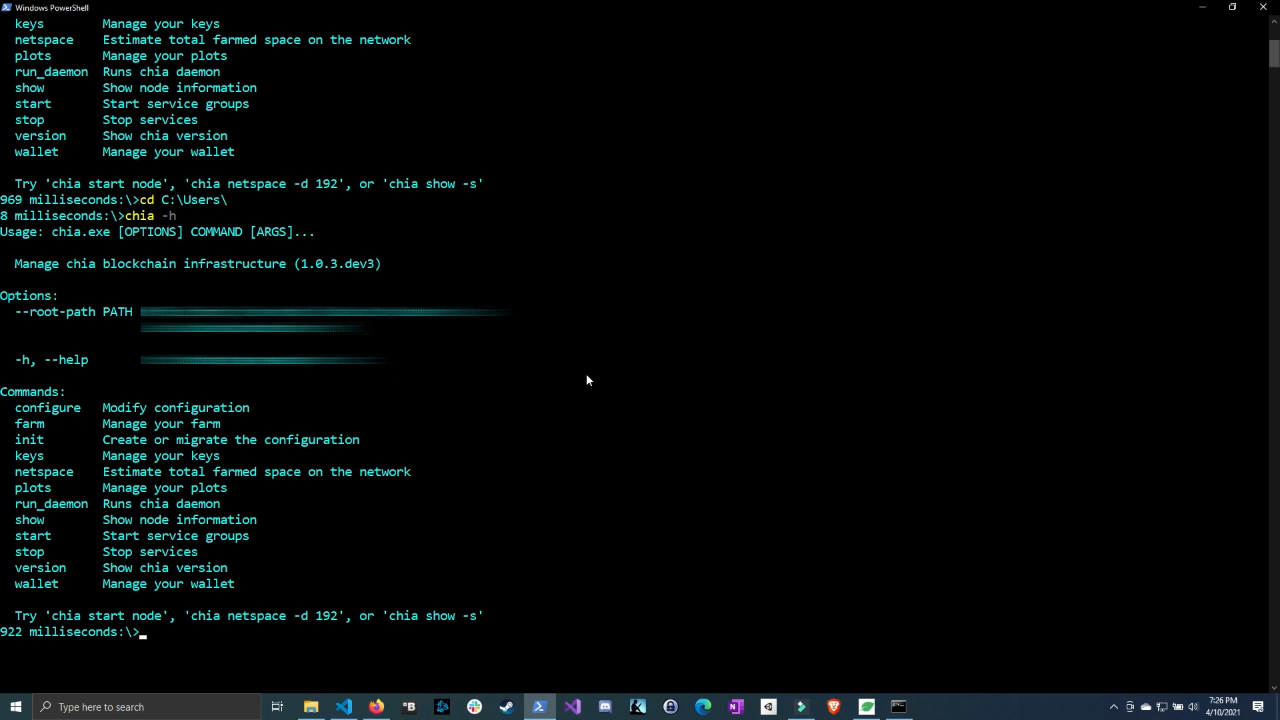 Windows PowerShell
keys Manage your keys
netspace Estimate total farmed space on the network
plots Manage your plots
run_daemon Runs chia daemon
show Show node information
start Start service groups
stop Stop services
version Show chia version
wallet Manage your wallet
Try 'chia start node', 'chia netspace -d 192', or 'chia show -s'
969 milliseconds:\>cd C:\Users\
8 milliseconds:\>chia -h
Usage: chia.exe [OPTIONS] COMMAND [ARGS]...
Manage chia blockchain infrastructure (1.0.3.dev3)
Options:
--root-path PATH
-h, --help
Commands:
configure Modify configuration
farm Manage your farm
init Create or migrate the configuration
keys Manage your keys
netspace Estimate total farmed space on the network
plots Manage your plots
run_daemon Runs chia daemon
show Show node information
start Start service groups
stop Stop services
version Show chia version
wallet Manage your wallet
Try 'chia start node', 'chia netspace -d 192', or 'chia show -s'
922 milliseconds:\>
Type here to search
7:26 PM
4/10/2021